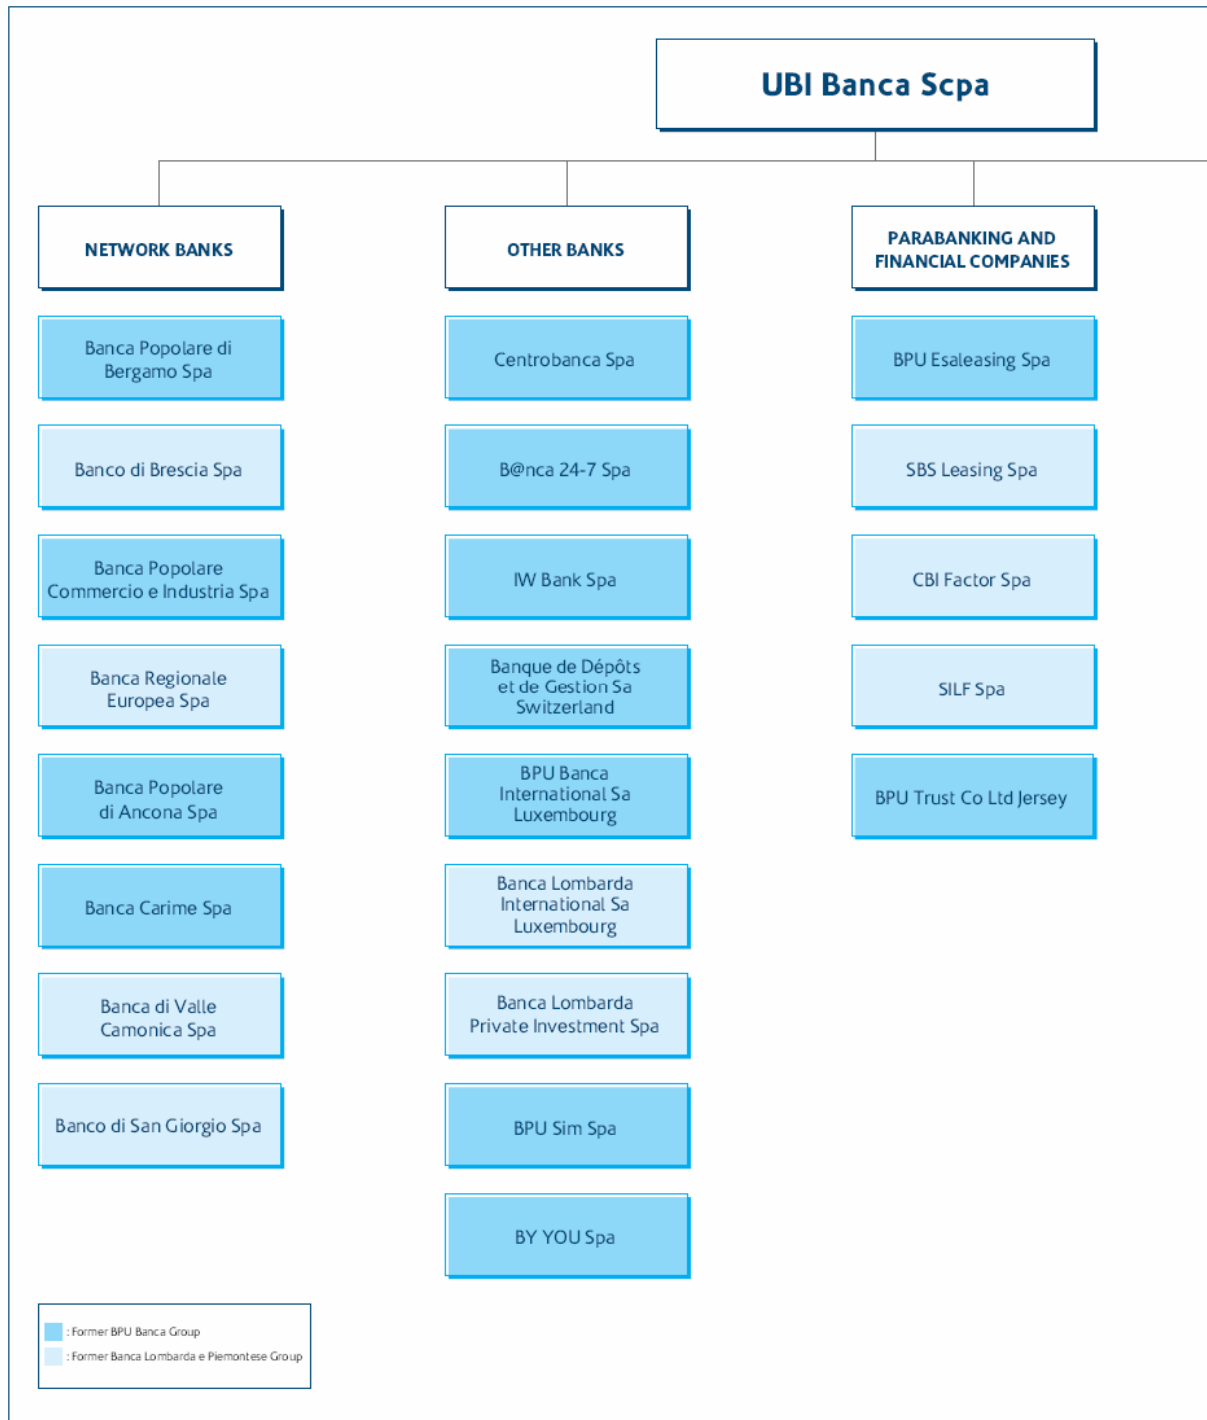 UBI Banca Scpa
NETWORK BANKS
Banca Popolare di
Bergamo Spa
Banco di Brescia Spa
Banca Popolare
Commercio e Industria Spa
Banca Regionale
Europea Spa
Banca Popolare
di Ancona Spa
Banca Carime Spa
Banca di Valle
Camonica Spa
Banco di San Giorgio Spa
OTHER BANKS
Centrobanca Spa
B@nca 24-7 Spa
IW Bank Spa
Banque de Dépôts
et de Gestion Sa
Switzerland
BPU Banca
International Sa
Luxembourg
Banca Lombarda
International Sa
Luxembourg
Banca Lombarda
Private Investment Spa
BPU Sim Spa
BY YOU Spa
PARABANKING AND
FINANCIAL COMPANIES
BPU Esaleasing Spa
SBS Leasing Spa
CBI Factor Spa
SILF Spa
BPU Trust Co Ltd Jersey
: Former BPU Banca Group
: Former Banca Lombarda e Piemontese Group